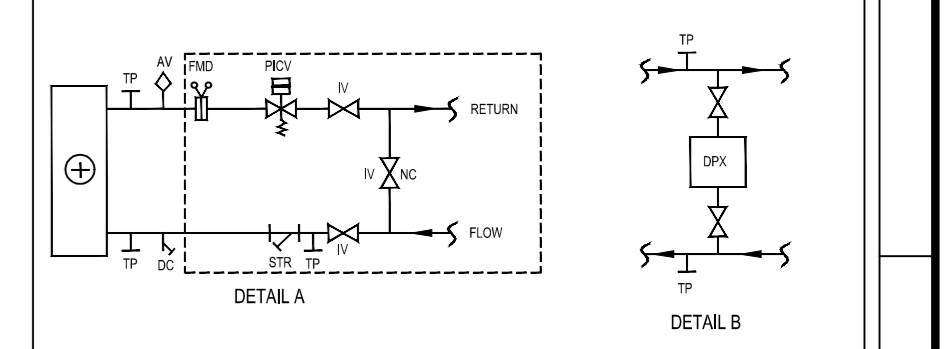 TP AV FMD PICV IV RETURN
IV NC
TP DC STR TP IV FLOW
DETAIL A
TP
DPX
TP
DETAIL B